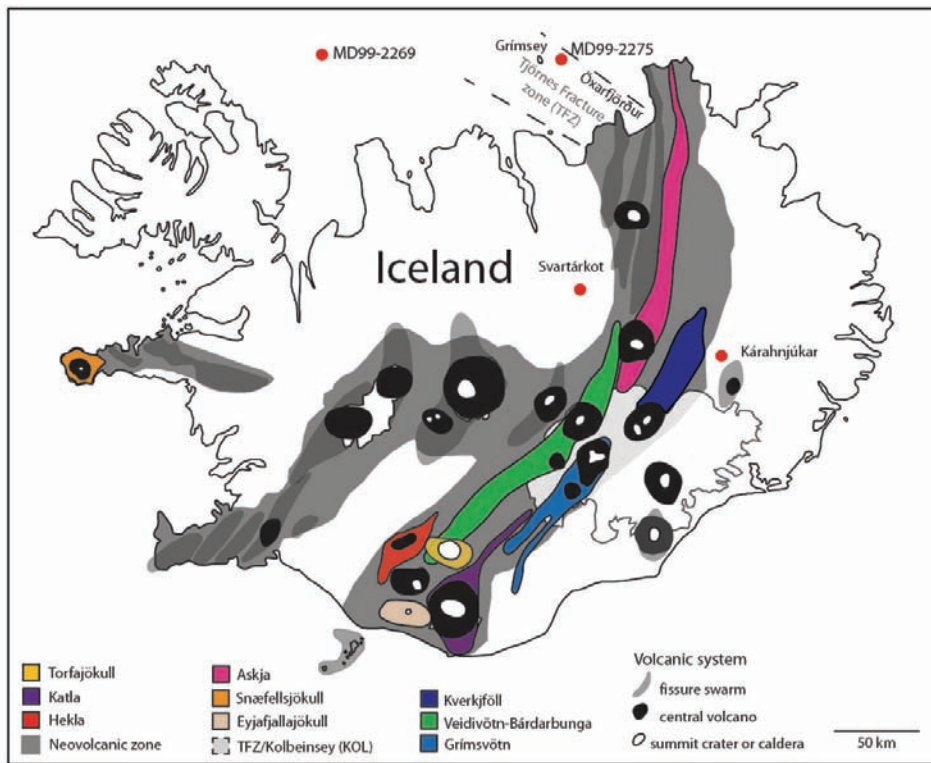 MD99-2269
Grímsey
MD99-2275
Öxarfjörður
Tjörnes Fracture
zone (TFZ)
Iceland
Svartárkot
Kárahnjúkar
Torfajökull
Katla
Hekla
Neovolcanic zone
Askja
Snæfellsjökull
Eyjafjallajökull
TFZ/Kolbeinsey (KOL)
Kverkjföll
Veidivötn-Bárdarbunga
Grímsvötn
Volcanic system
fissure swarm
central volcano
summit crater or caldera
50 km